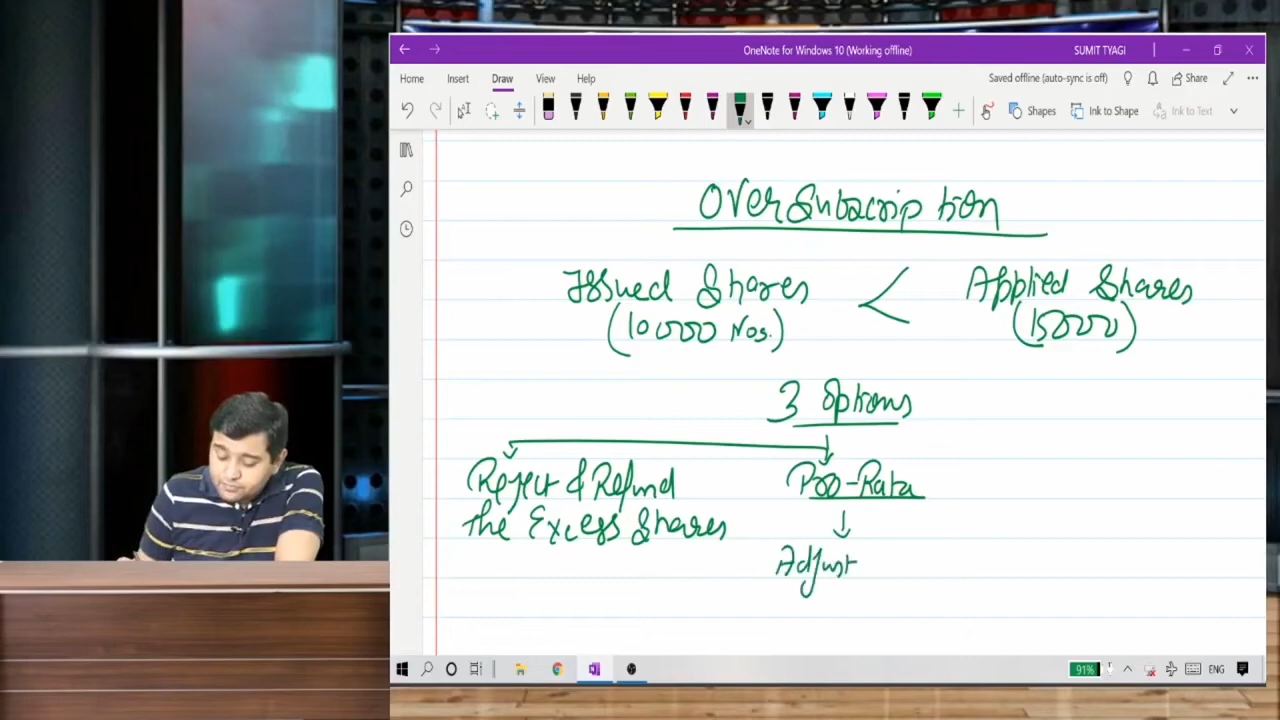 OneNote for Windows 10 (Working offline)
SUMIT TYAGI
Home Insert Draw View Help
Saved offline (auto-sync is off)
Share
Shapes
Ink to Shape
Ink to Text
Over Subscription
Issued Shares < Applied Shares
(10000 Nos.) (15000)
3 options
Reject & Refund Pro-Rata
the Excess Shares
Adjust
91%
ENG